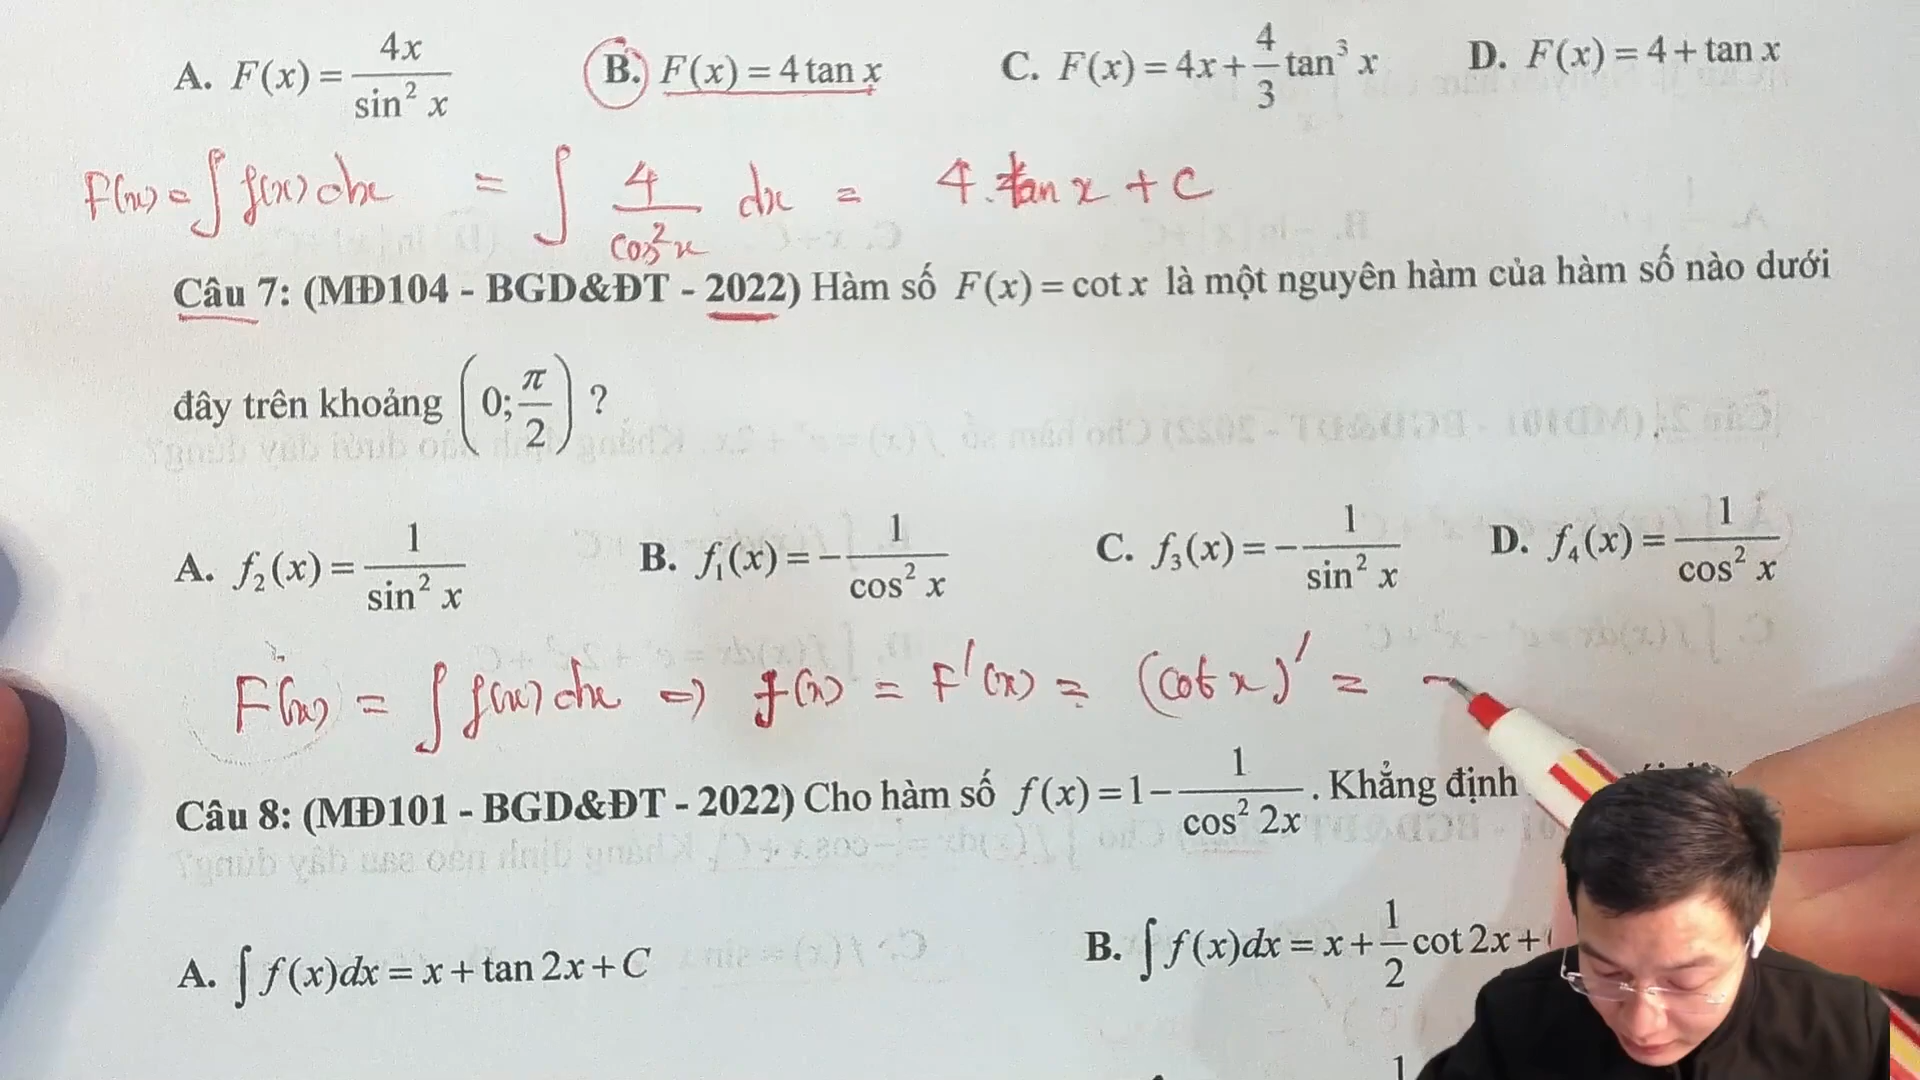 A. F(x) = 4x / sin² x  B. F(x) = 4 tan x  C. F(x) = 4x + 4/3 tan³ x  D. F(x) = 4 + tan x
F(x) = ∫ f(x) dx = ∫ 4 / cos² x dx = 4. tan x + C
Câu 7: (MĐ104 - BGD&ĐT - 2022) Hàm số F(x) = cot x là một nguyên hàm của hàm số nào dưới
đây trên khoảng (0; π/2) ?
A. f₂(x) = 1 / sin² x  B. f₁(x) = − 1 / cos² x  C. f₃(x) = − 1 / sin² x  D. f₄(x) = 1 / cos² x
F(x) = ∫ f(x) dx ⇒ f(x) = F'(x) = (cot x)' = −
Câu 8: (MĐ101 - BGD&ĐT - 2022) Cho hàm số f(x) = 1 − 1 / cos² 2x . Khẳng định
A. ∫ f(x)dx = x + tan 2x + C  B. ∫ f(x)dx = x + 1/2 cot 2x +
1